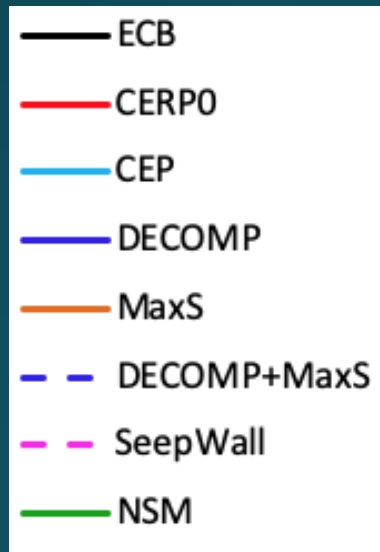 ECB
CERP0
CEP
DECOMP
MaxS
DECOMP+MaxS
SeepWall
NSM